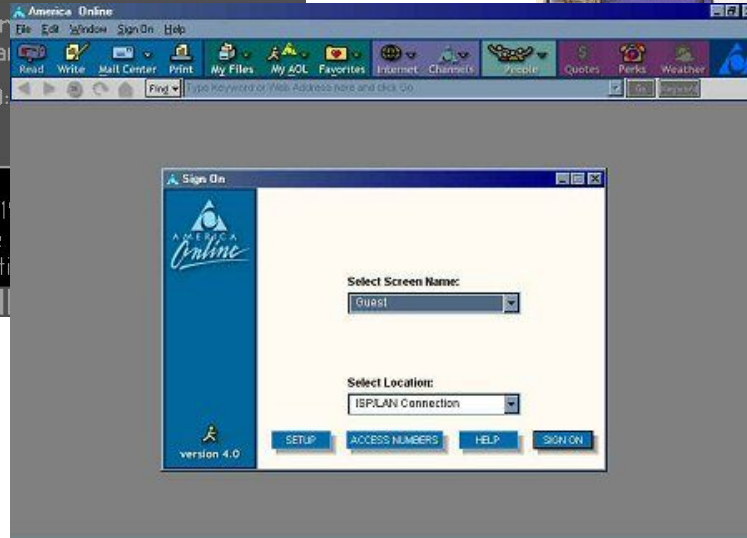 America Online
File Edit Window Sign On Help
Read Write Mail Center Print My Files My AOL Favorites Internet Channels People Quotes Perks Weather
Find Type Keyword or Web Address here and click Go Go Keyword
Sign On
AMERICA
Online
Select Screen Name:
Guest
Select Location:
ISP/LAN Connection
SETUP ACCESS NUMBERS HELP SIGN ON
version 4.0